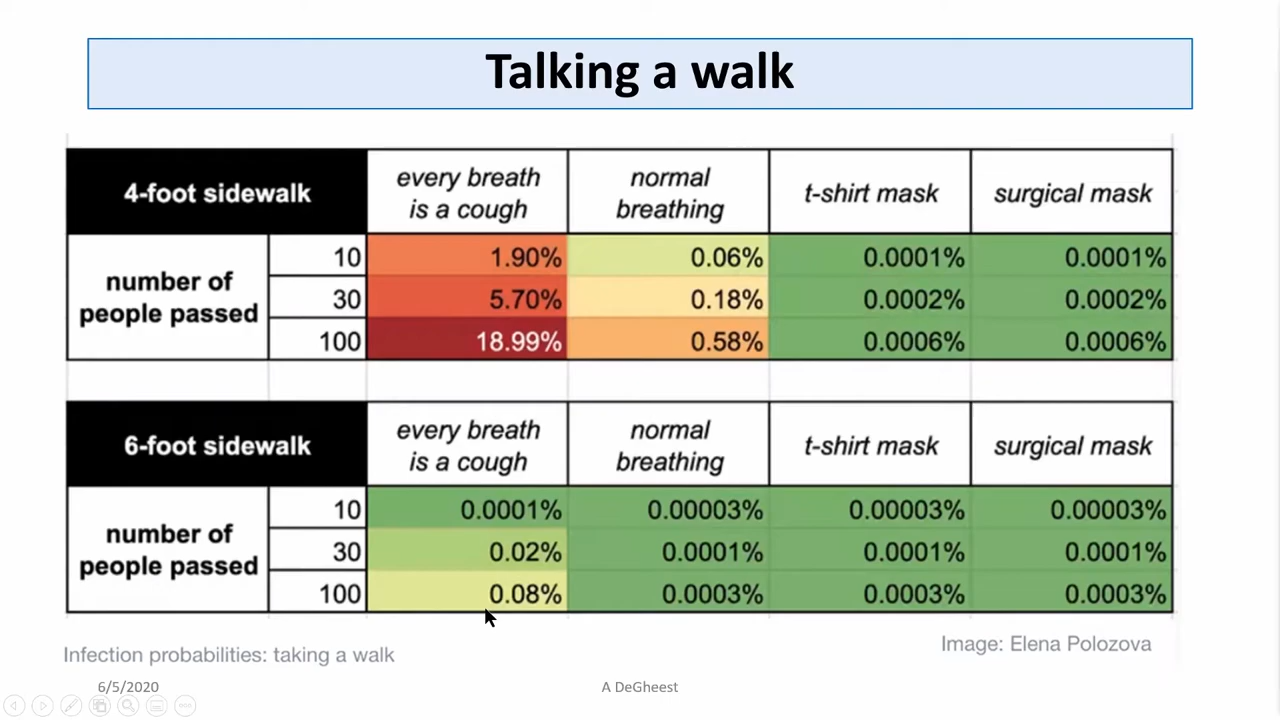 Talking a walk
4-foot sidewalk every breath is a cough normal breathing t-shirt mask surgical mask
number of people passed 10 1.90% 0.06% 0.0001% 0.0001%
30 5.70% 0.18% 0.0002% 0.0002%
100 18.99% 0.58% 0.0006% 0.0006%
6-foot sidewalk every breath is a cough normal breathing t-shirt mask surgical mask
number of people passed 10 0.0001% 0.00003% 0.00003% 0.00003%
30 0.02% 0.0001% 0.0001% 0.0001%
100 0.08% 0.0003% 0.0003% 0.0003%
Image: Elena Polozova
Infection probabilities: taking a walk
6/5/2020 A DeGheest